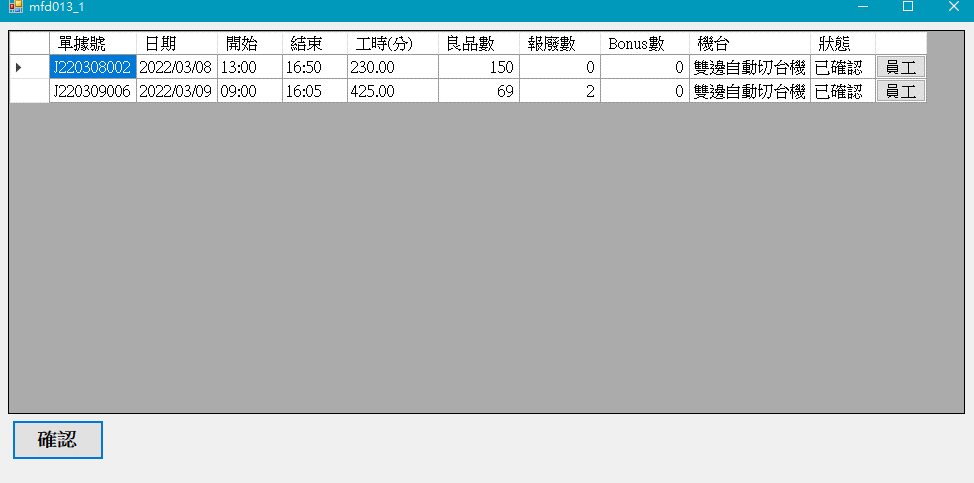 mfd013_1
單據號 日期 開始 結束 工時(分) 良品數 報廢數 Bonus數 機台 狀態
J220308002 2022/03/08 13:00 16:50 230.00 150 0 0 雙邊自動切台機 已確認 員工
J220309006 2022/03/09 09:00 16:05 425.00 69 2 0 雙邊自動切台機 已確認 員工
確認